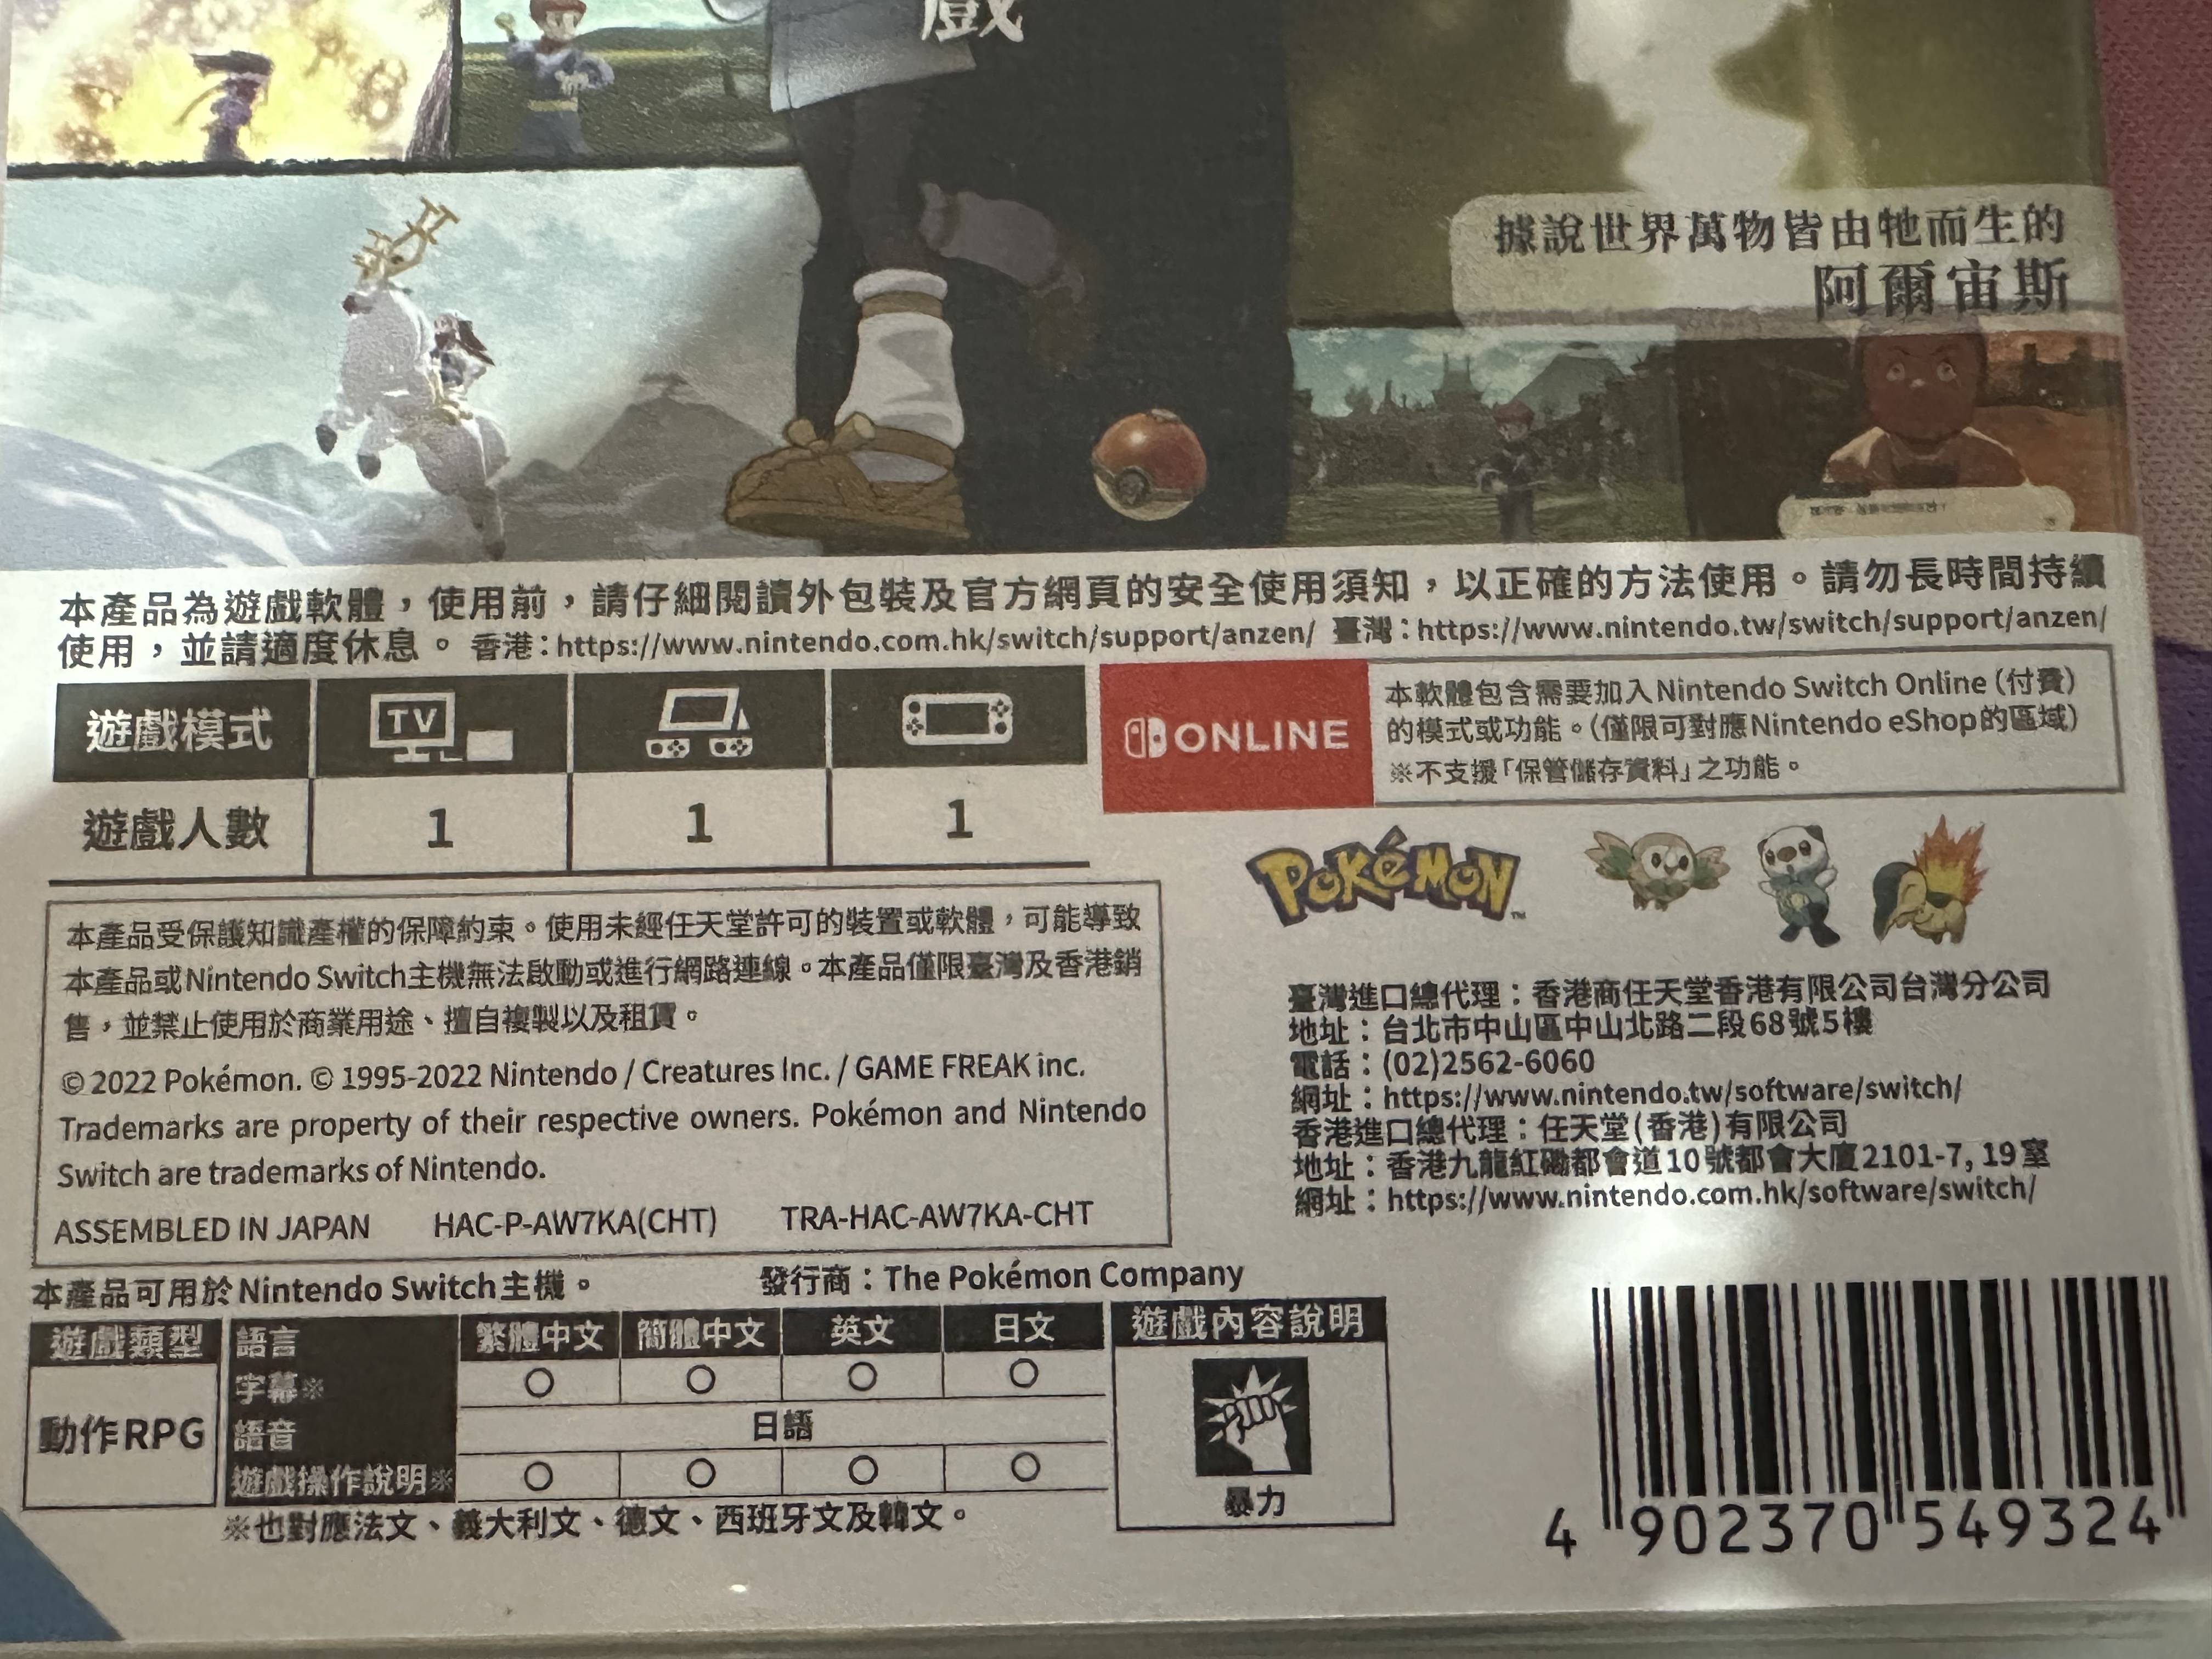 戲
據說世界萬物皆由牠而生的
阿爾宙斯
本產品為遊戲軟體，使用前，請仔細閱讀外包裝及官方網頁的安全使用須知，以正確的方法使用。請勿長時間持續
使用，並請適度休息。 香港：https://www.nintendo.com.hk/switch/support/anzen/ 臺灣：https://www.nintendo.tw/switch/support/anzen/
遊戲模式 TV
遊戲人數 1 1 1
ONLINE
本軟體包含需要加入Nintendo Switch Online（付費）
的模式或功能。（僅限可對應Nintendo eShop的區域）
※不支援「保管儲存資料」之功能。
POKéMON™
本產品受保護知識產權的保障約束。使用未經任天堂許可的裝置或軟體，可能導致
本產品或Nintendo Switch主機無法啟動或進行網路連線。本產品僅限臺灣及香港銷
售，並禁止使用於商業用途、擅自複製以及租賃。
© 2022 Pokémon. © 1995-2022 Nintendo / Creatures Inc. / GAME FREAK inc.
Trademarks are property of their respective owners. Pokémon and Nintendo
Switch are trademarks of Nintendo.
ASSEMBLED IN JAPAN HAC-P-AW7KA(CHT) TRA-HAC-AW7KA-CHT
臺灣進口總代理：香港商任天堂香港有限公司台灣分公司
地址：台北市中山區中山北路二段68號5樓
電話：(02)2562-6060
網址：https://www.nintendo.tw/software/switch/
香港進口總代理：任天堂(香港)有限公司
地址：香港九龍紅磡都會道10號都會大廈2101-7, 19室
網址：https://www.nintendo.com.hk/software/switch/
本產品可用於Nintendo Switch主機。 發行商：The Pokémon Company
遊戲類型
動作RPG
語言 繁體中文 簡體中文 英文 日文
字幕※ ○ ○ ○ ○
語音 日語
遊戲操作說明※ ○ ○ ○ ○
※也對應法文、義大利文、德文、西班牙文及韓文。
遊戲內容說明
暴力
4 902370 549324